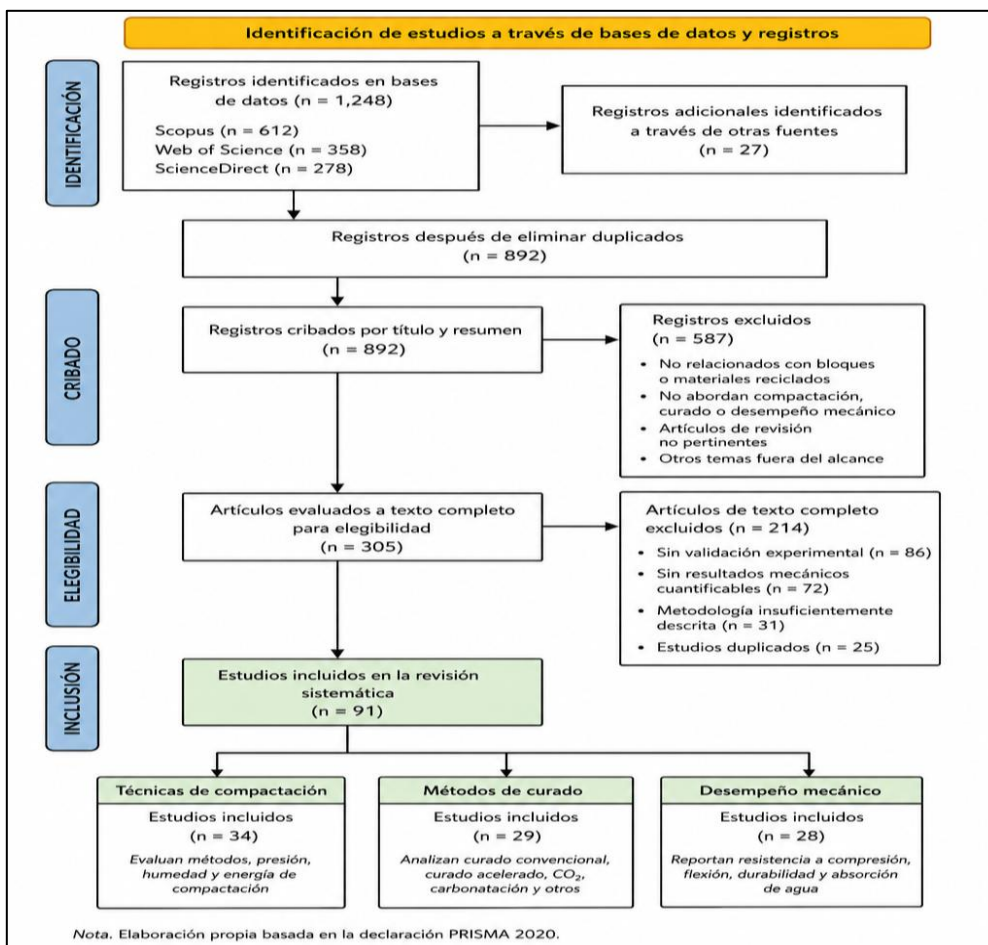 Identificación de estudios a través de bases de datos y registros
IDENTIFICACIÓN
Registros identificados en bases
de datos (n = 1,248)
Scopus (n = 612)
Web of Science (n = 358)
ScienceDirect (n = 278)
Registros adicionales identificados
a través de otras fuentes
(n = 27)
Registros después de eliminar duplicados
(n = 892)
CRIBADO
Registros cribados por título y resumen
(n = 892)
Registros excluidos
(n = 587)
• No relacionados con bloques
o materiales reciclados
• No abordan compactación,
curado o desempeño mecánico
• Artículos de revisión
no pertinentes
• Otros temas fuera del alcance
ELEGIBILIDAD
Artículos evaluados a texto completo
para elegibilidad
(n = 305)
Artículos de texto completo
excluidos (n = 214)
• Sin validación experimental (n = 86)
• Sin resultados mecánicos
cuantificables (n = 72)
• Metodología insuficientemente
descrita (n = 31)
• Estudios duplicados (n = 25)
INCLUSIÓN
Estudios incluidos en la revisión
sistemática
(n = 91)
Técnicas de compactación
Estudios incluidos
(n = 34)
Evaluan métodos, presión,
humedad y energía de
compactación
Métodos de curado
Estudios incluidos
(n = 29)
Analizan curado convencional,
curado acelerado, CO₂,
carbonatación y otros
Desempeño mecánico
Estudios incluidos
(n = 28)
Reportan resistencia a compresión,
flexión, durabilidad y absorción
de agua
Nota. Elaboración propia basada en la declaración PRISMA 2020.